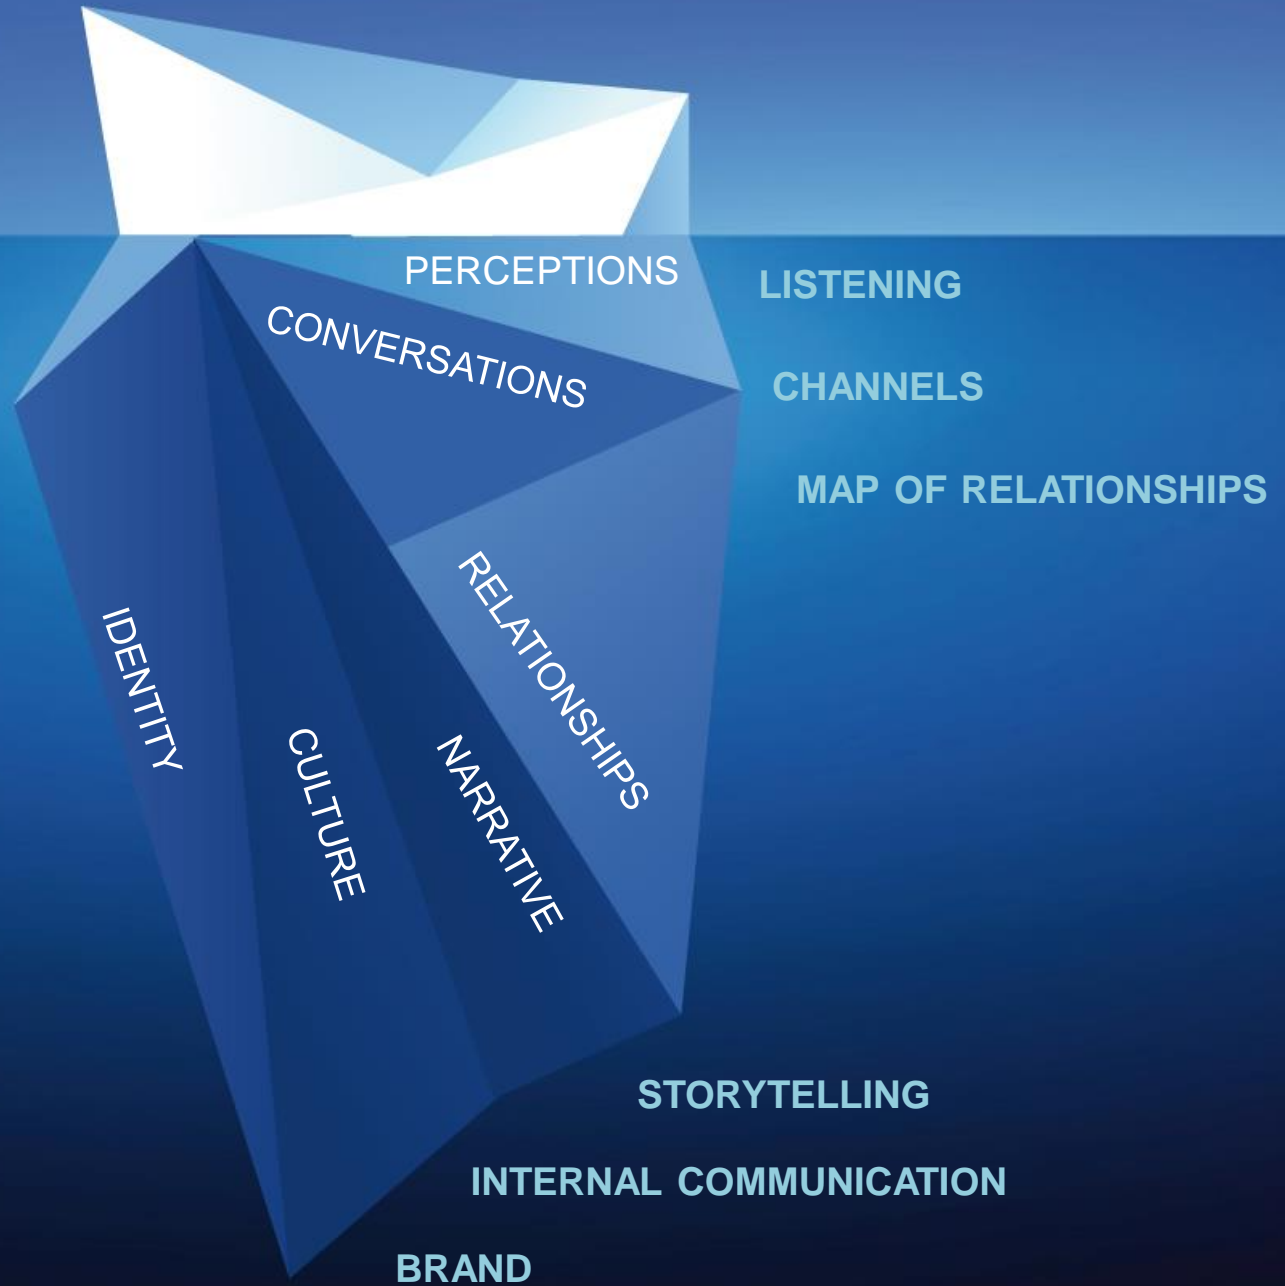 PERCEPTIONS
LISTENING
CONVERSATIONS
CHANNELS
MAP OF RELATIONSHIPS
RELATIONSHIPS
IDENTITY
CULTURE
NARRATIVE
STORYTELLING
INTERNAL COMMUNICATION
BRAND